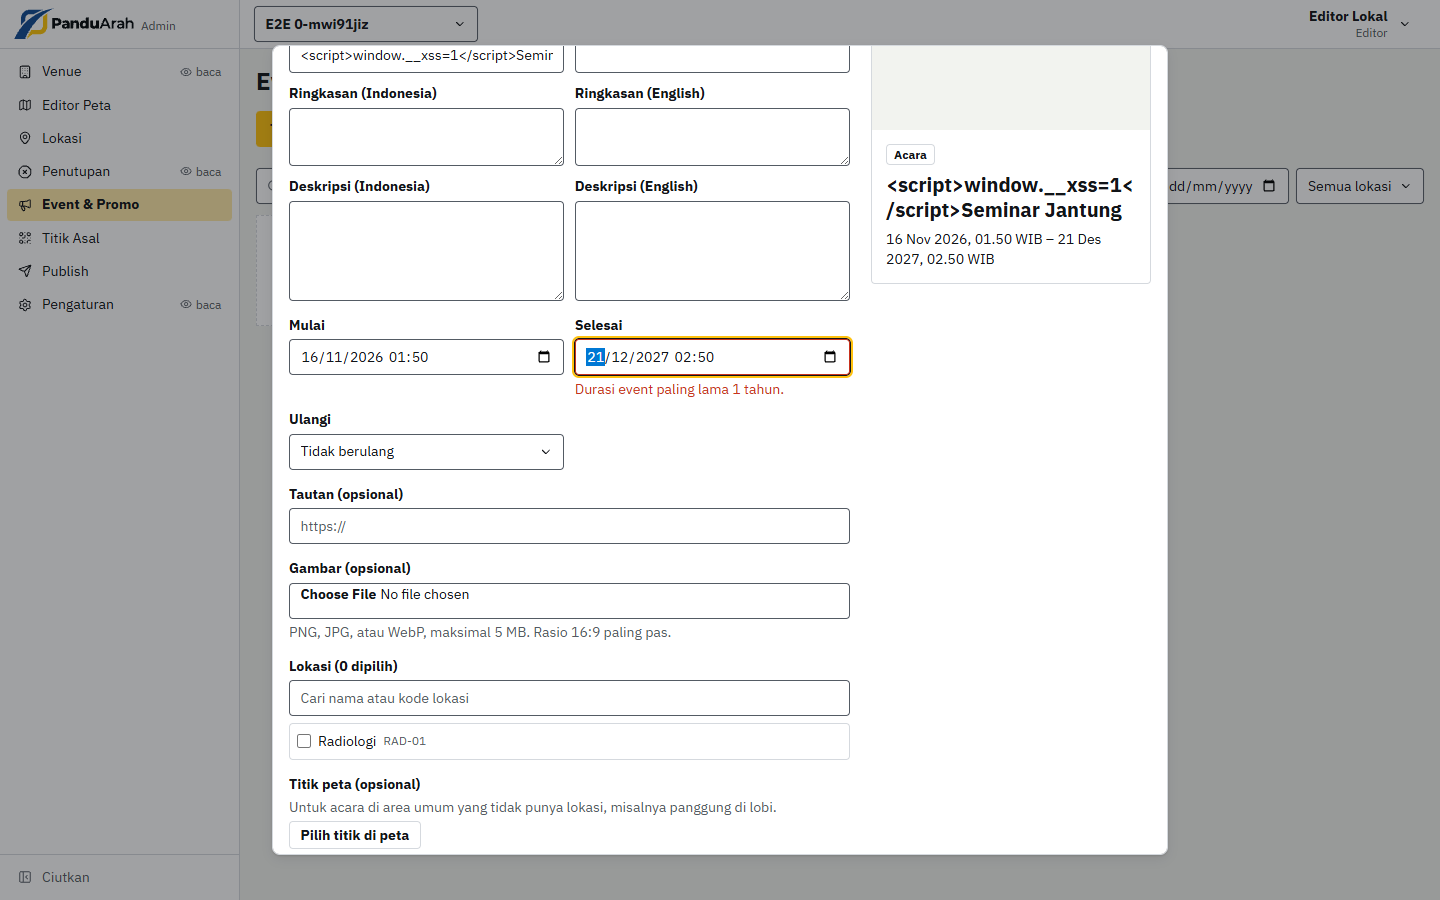 PanduArah Admin
E2E 0-mwi91jiz
Editor Lokal
Editor
Venue baca
Editor Peta
Lokasi
Penutupan baca
Event & Promo
Titik Asal
Publish
Pengaturan baca
Ciutkan
dd/mm/yyyy
Semua lokasi
<script>window.__xss=1</script>Semin
Ringkasan (Indonesia)
Ringkasan (English)
Deskripsi (Indonesia)
Deskripsi (English)
Mulai
Selesai
16/11/2026 01:50
21/12/2027 02:50
Durasi event paling lama 1 tahun.
Ulangi
Tidak berulang
Tautan (opsional)
https://
Gambar (opsional)
Choose File No file chosen
PNG, JPG, atau WebP, maksimal 5 MB. Rasio 16:9 paling pas.
Lokasi (0 dipilih)
Cari nama atau kode lokasi
Radiologi RAD-01
Titik peta (opsional)
Untuk acara di area umum yang tidak punya lokasi, misalnya panggung di lobi.
Pilih titik di peta
Acara
<script>window.__xss=1<
/script>Seminar Jantung
16 Nov 2026, 01.50 WIB – 21 Des
2027, 02.50 WIB